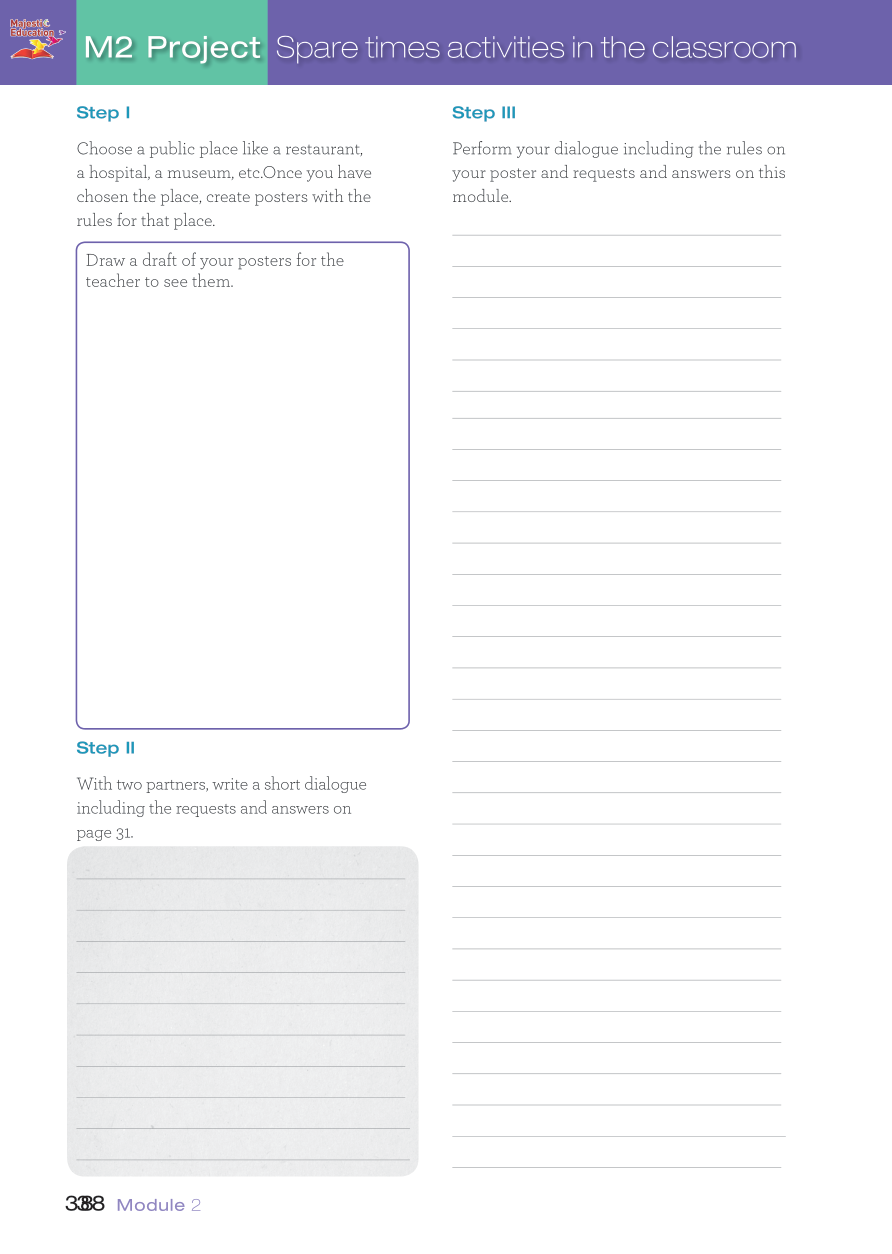 Majestic
Education
M2 Project Spare times activities in the classroom
Step I
Choose a public place like a restaurant,
a hospital, a museum, etc.Once you have
chosen the place, create posters with the
rules for that place.
Draw a draft of your posters for the
teacher to see them.
Step II
With two partners, write a short dialogue
including the requests and answers on
page 31.
Step III
Perform your dialogue including the rules on
your poster and requests and answers on this
module.
Module 2